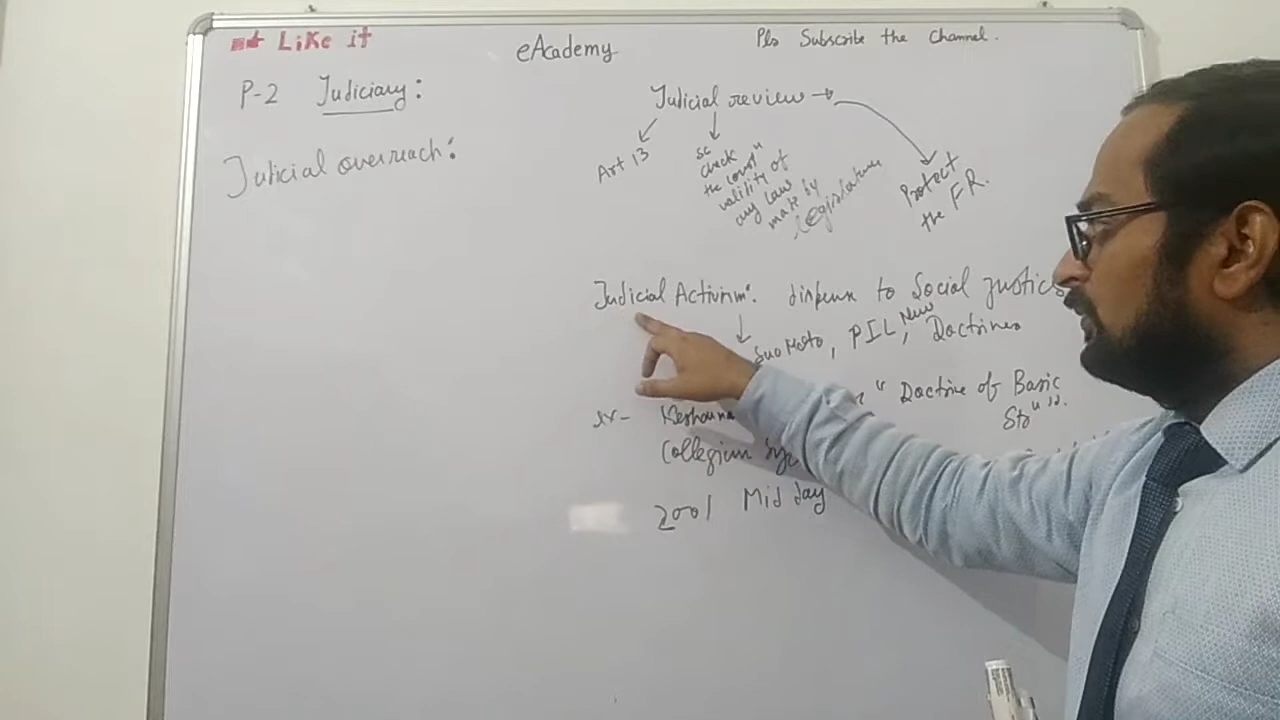 Like it
eAcademy
Pls Subscribe the Channel.
P-2 Judiciary:
Judicial overreach:
Judicial review →
Art 13
SC
check
the const"
validity of
any law
made by
legislature
Protect
the FR.
Judicial Activism: dispense to Social justice
Suo Moto, PIL, New Doctrines
ex-
"Doctrine of Basic
Str"
Collegium Sys
2001 Mid day